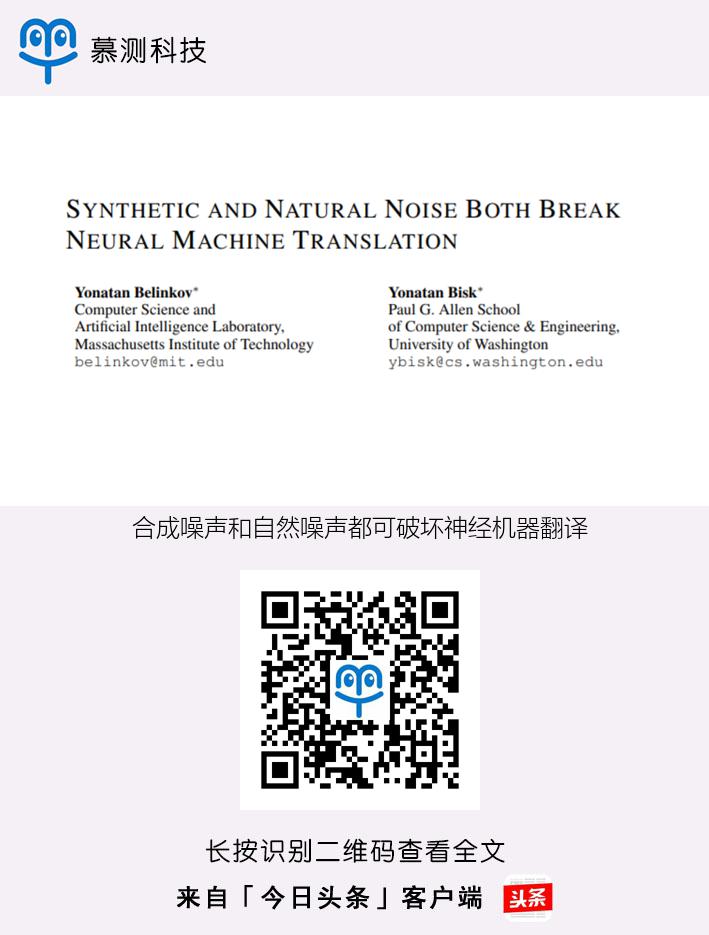 慕测科技
SYNTHETIC AND NATURAL NOISE BOTH BREAK
NEURAL MACHINE TRANSLATION
Yonatan Belinkov*
Computer Science and
Artificial Intelligence Laboratory,
Massachusetts Institute of Technology
belinkov@mit.edu
Yonatan Bisk*
Paul G. Allen School
of Computer Science & Engineering,
University of Washington
ybisk@cs.washington.edu
合成噪声和自然噪声都可破坏神经机器翻译
长按识别二维码查看全文
来自「今日头条」客户端
头条